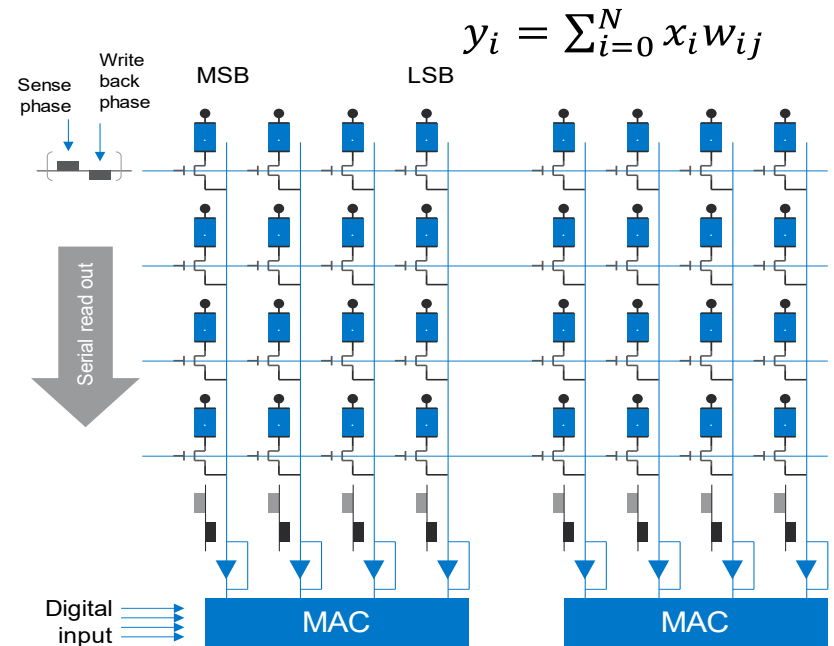 y_i = ∑_{i=0}^{N} x_i w_{ij}
MSB
LSB
Sense
phase
Write
back
phase
Serial read out
Digital
input
MAC
MAC